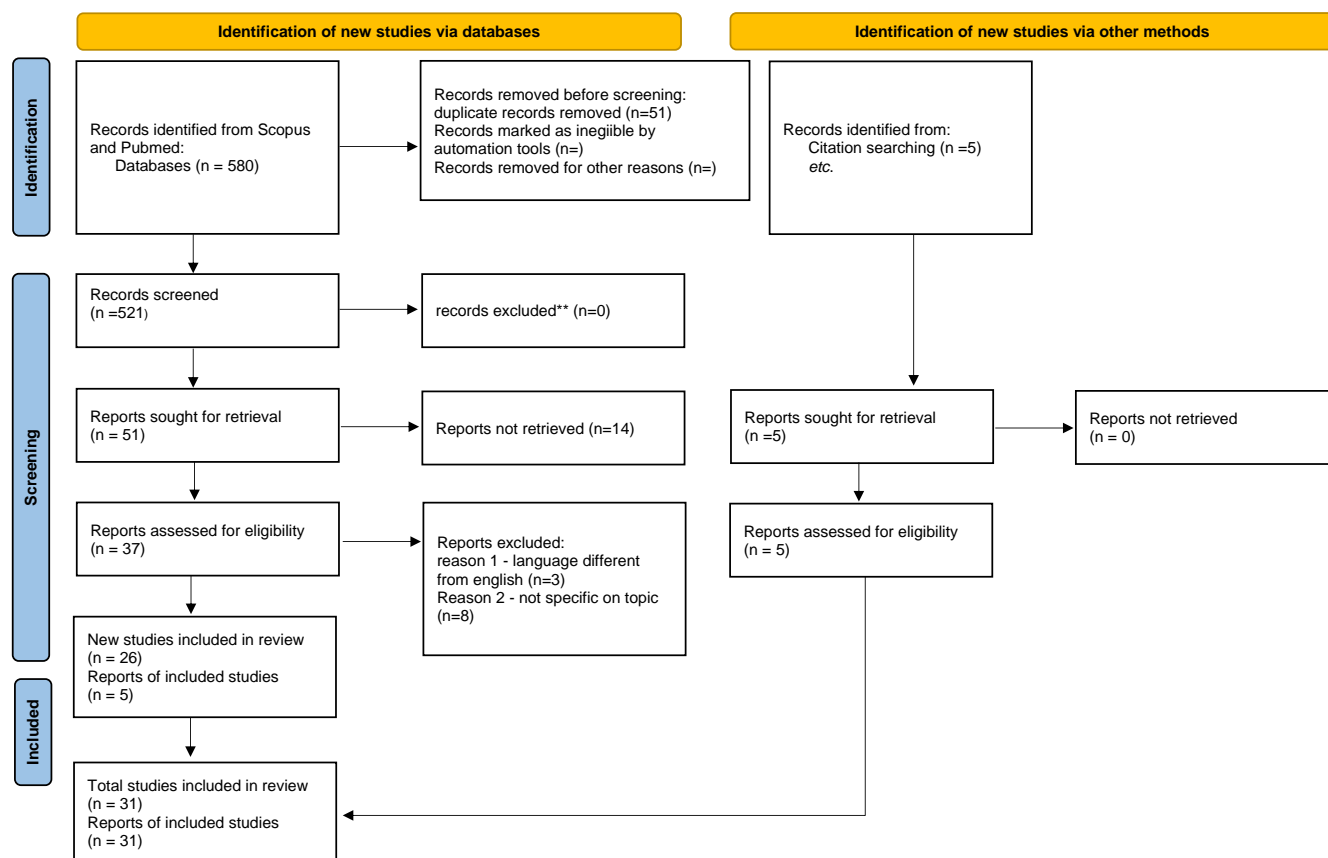 Identification of new studies via databases
Identification of new studies via other methods
Identification
Records identified from Scopus
and Pubmed:
Databases (n = 580)
Records removed before screening:
duplicate records removed (n=51)
Records marked as inegiible by
automation tools (n=)
Records removed for other reasons (n=)
Records identified from:
Citation searching (n =5)
etc.
Screening
Records screened
(n =521)
records excluded** (n=0)
Reports sought for retrieval
(n = 51)
Reports not retrieved (n=14)
Reports sought for retrieval
(n =5)
Reports not retrieved
(n = 0)
Reports assessed for eligibility
(n = 37)
Reports excluded:
reason 1 - language different
from english (n=3)
Reason 2 - not specific on topic
(n=8)
Reports assessed for eligibility
(n = 5)
New studies included in review
(n = 26)
Reports of included studies
(n = 5)
Included
Total studies included in review
(n = 31)
Reports of included studies
(n = 31)